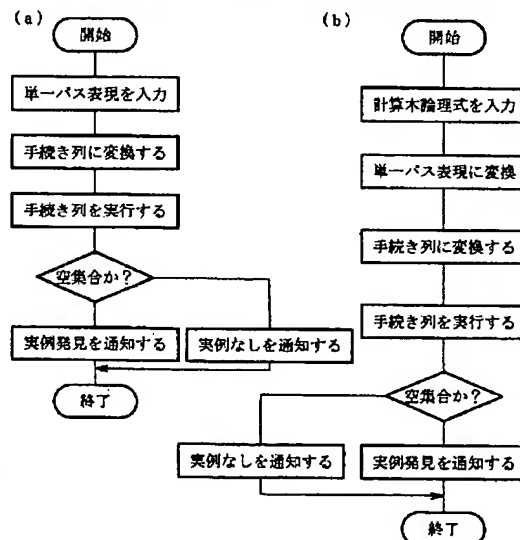 (a)
開始
単一パス表現を入力
手続き列に変換する
手続き列を実行する
空集合か？
実例発見を通知する
実例なしを通知する
終了
(b)
開始
計算木論理式を入力
単一パス表現に変換
手続き列に変換する
手続き列を実行する
空集合か？
実例なしを通知する
実例発見を通知する
終了